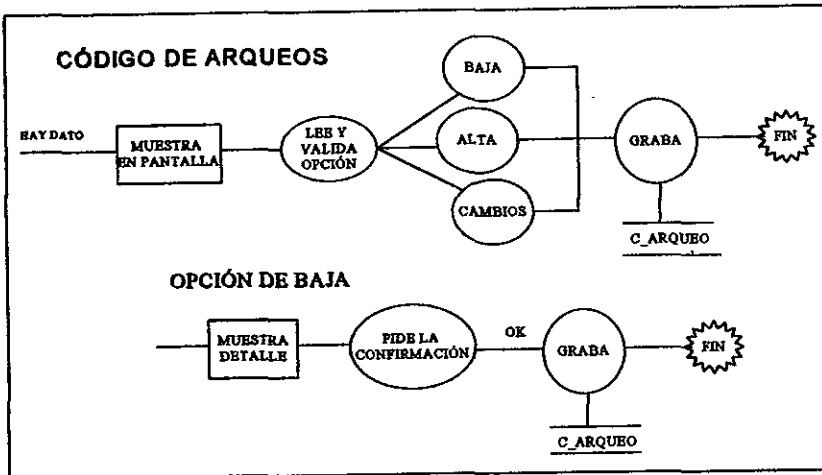 CÓDIGO DE ARQUEOS
HAY DATO
MUESTRA
EN PANTALLA
LEE Y
VALIDA
OPCIÓN
BAJA
ALTA
CAMBIOS
GRABA
FIN
C_ARQUEO
OPCIÓN DE BAJA
MUESTRA
DETALLE
PIDE LA
CONFIRMACIÓN
OK
GRABA
FIN
C_ARQUEO